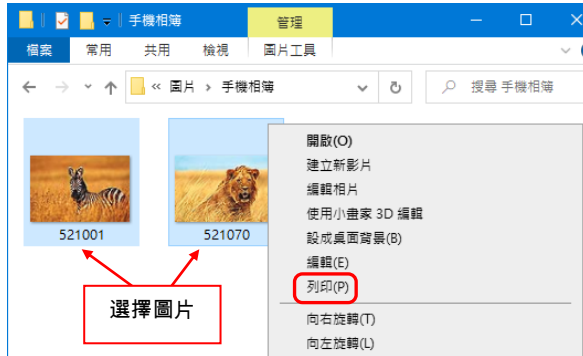 手機相簿 管理
檔案 常用 共用 檢視 圖片工具
« 圖片 › 手機相簿 搜尋 手機相簿
521001 521070
選擇圖片
開啟(O)
建立新影片
編輯相片
使用小畫家 3D 編輯
設成桌面背景(B)
編輯(E)
列印(P)
向右旋轉(T)
向左旋轉(L)